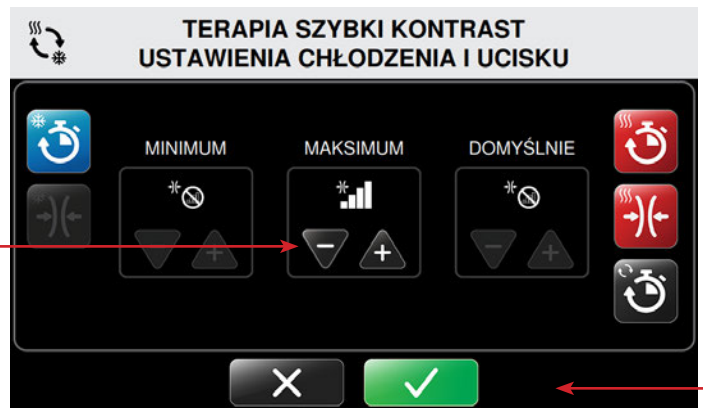 TERAPIA SZYBKI KONTRAST
USTAWIENIA CHŁODZENIA I UCISKU
MINIMUM MAKSIMUM DOMYŚLNIE